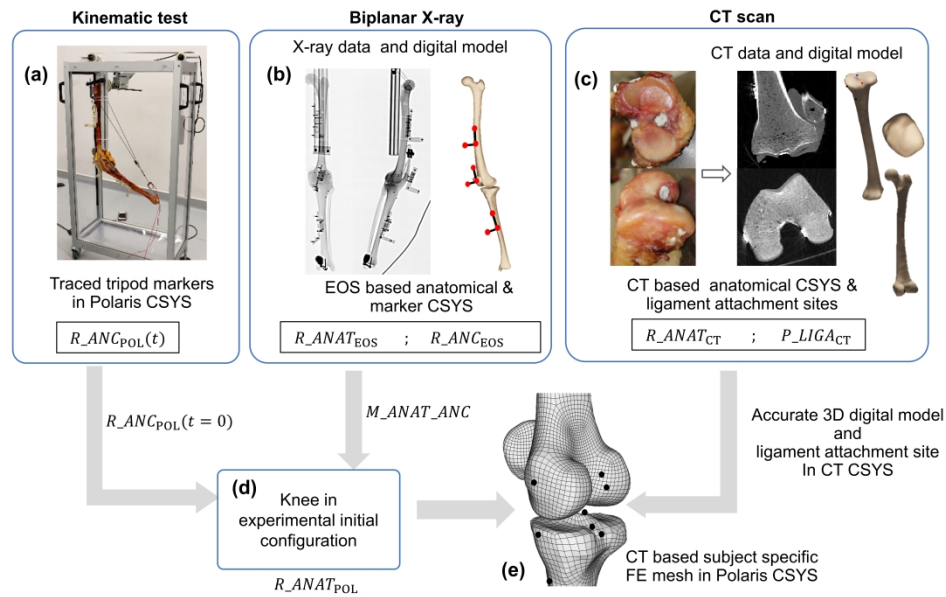 Kinematic test
(a)
Traced tripod markers
in Polaris CSYS
R_ANC_POL(t)
Biplanar X-ray
X-ray data and digital model
(b)
EOS based anatomical &
marker CSYS
R_ANAT_EOS ; R_ANC_EOS
CT scan
CT data and digital model
(c)
CT based anatomical CSYS &
ligament attachment sites
R_ANAT_CT ; P_LIGA_CT
R_ANC_POL(t = 0)
M_ANAT_ANC
Accurate 3D digital model
and
ligament attachment site
In CT CSYS
(d)
Knee in
experimental initial
configuration
R_ANAT_POL
(e)
CT based subject specific
FE mesh in Polaris CSYS